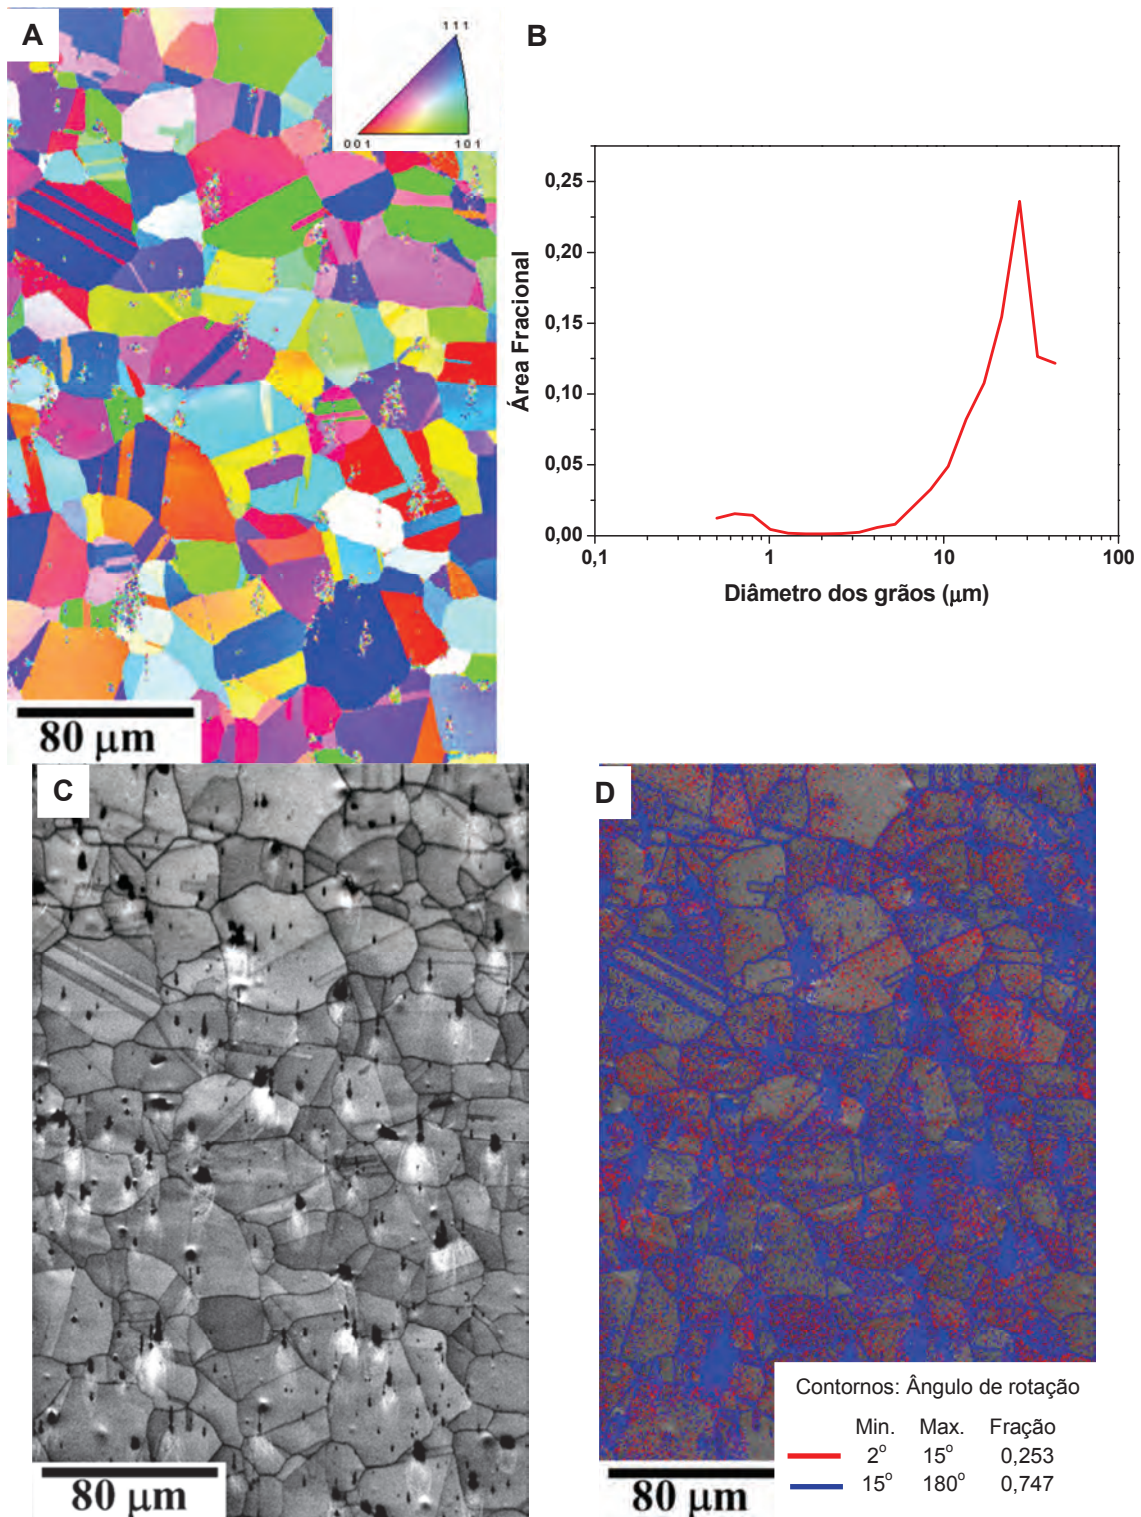 A
111
001
101
80 μm
B
Área Fracional
0,25
0,20
0,15
0,10
0,05
0,00
0,1
1
10
100
Diâmetro dos grãos (μm)
C
80 μm
D
Contornos: Ângulo de rotação
Min. Max. Fração
2° 15° 0,253
15° 180° 0,747
80 μm